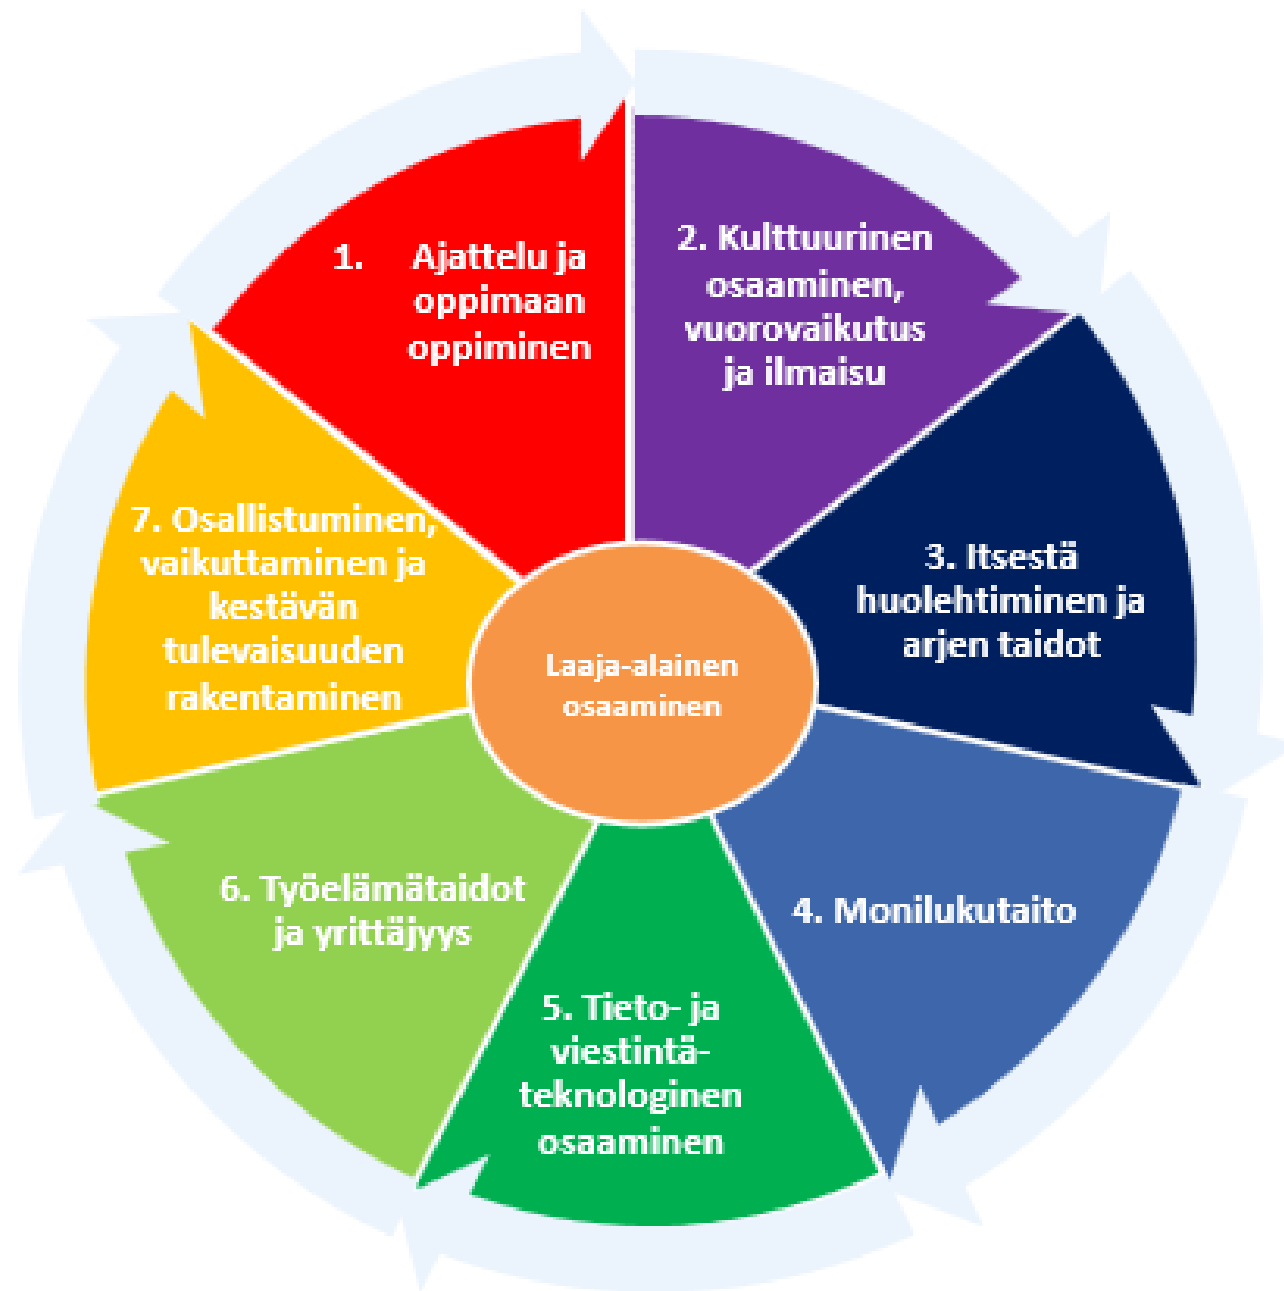 1. Ajattelu ja
oppimaan
oppiminen
2. Kulttuurinen
osaaminen,
vuorovaikutus
ja ilmaisu
3. Itsestä
huolehtiminen ja
arjen taidot
4. Monilukutaito
5. Tieto- ja
viestintä-
teknologinen
osaaminen
6. Työelämätaidot
ja yrittäjyys
7. Osallistuminen,
vaikuttaminen ja
kestävän
tulevaisuuden
rakentaminen
Laaja-alainen
osaaminen